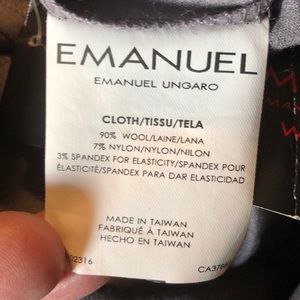 EMANUEL
EMANUEL UNGARO
CLOTH/TISSU/TELA
90% WOOL/LAINE/LANA
7% NYLON/NYLON/NILON
3% SPANDEX FOR ELASTICITY/SPANDEX POUR
ÉLASTICITÉ/SPANDEX PARA DAR ELASTICIDAD
MADE IN TAIWAN
FABRIQUÉ À TAIWAN
HECHO EN TAIWAN